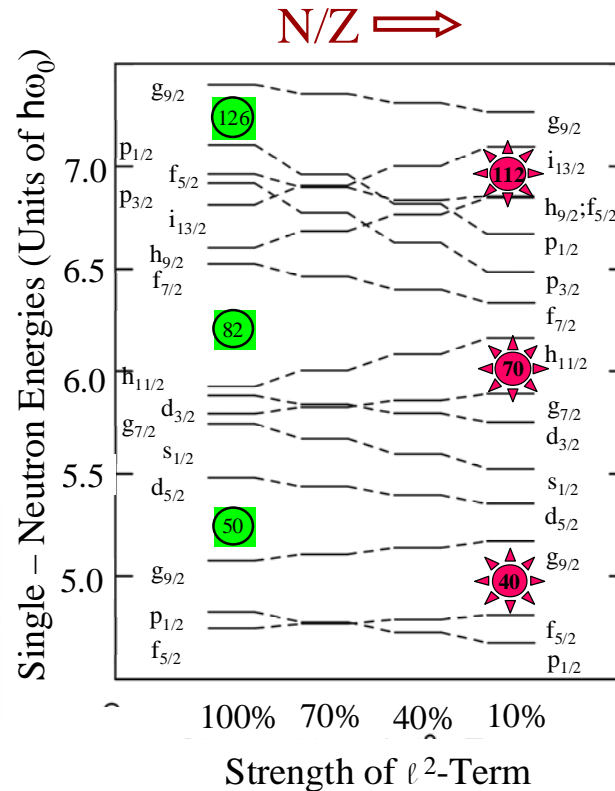 N/Z
Single – Neutron Energies (Units of ħω₀)
7.0
6.5
6.0
5.5
5.0
g9/2
p1/2
f5/2
p3/2
i13/2
h9/2
f7/2
h11/2
d3/2
g7/2
s1/2
d5/2
g9/2
p1/2
f5/2
126
82
50
112
70
40
g9/2
i13/2
h9/2;f5/2
p1/2
p3/2
f7/2
h11/2
g7/2
d3/2
s1/2
d5/2
g9/2
f5/2
p1/2
100% 70% 40% 10%
Strength of ℓ²-Term